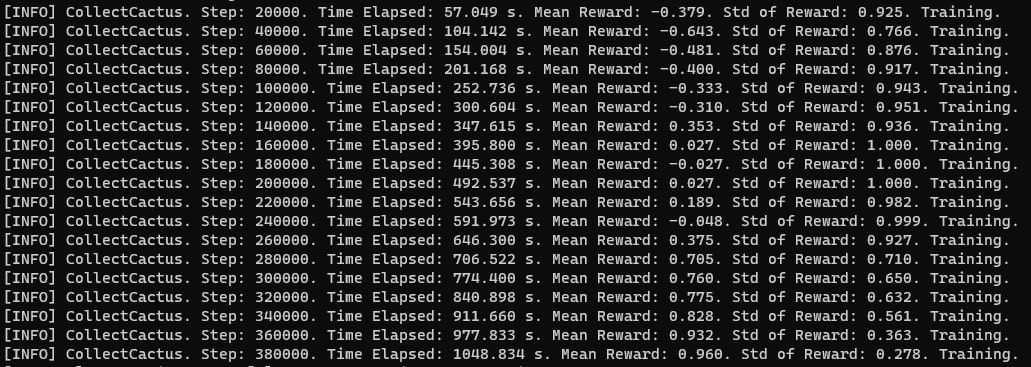 [INFO] CollectCactus. Step: 20000. Time Elapsed: 57.049 s. Mean Reward: -0.379. Std of Reward: 0.925. Training.
[INFO] CollectCactus. Step: 40000. Time Elapsed: 104.142 s. Mean Reward: -0.643. Std of Reward: 0.766. Training.
[INFO] CollectCactus. Step: 60000. Time Elapsed: 154.004 s. Mean Reward: -0.481. Std of Reward: 0.876. Training.
[INFO] CollectCactus. Step: 80000. Time Elapsed: 201.168 s. Mean Reward: -0.400. Std of Reward: 0.917. Training.
[INFO] CollectCactus. Step: 100000. Time Elapsed: 252.736 s. Mean Reward: -0.333. Std of Reward: 0.943. Training.
[INFO] CollectCactus. Step: 120000. Time Elapsed: 300.604 s. Mean Reward: -0.310. Std of Reward: 0.951. Training.
[INFO] CollectCactus. Step: 140000. Time Elapsed: 347.615 s. Mean Reward: 0.353. Std of Reward: 0.936. Training.
[INFO] CollectCactus. Step: 160000. Time Elapsed: 395.800 s. Mean Reward: 0.027. Std of Reward: 1.000. Training.
[INFO] CollectCactus. Step: 180000. Time Elapsed: 445.308 s. Mean Reward: -0.027. Std of Reward: 1.000. Training.
[INFO] CollectCactus. Step: 200000. Time Elapsed: 492.537 s. Mean Reward: 0.027. Std of Reward: 1.000. Training.
[INFO] CollectCactus. Step: 220000. Time Elapsed: 543.656 s. Mean Reward: 0.189. Std of Reward: 0.982. Training.
[INFO] CollectCactus. Step: 240000. Time Elapsed: 591.973 s. Mean Reward: -0.048. Std of Reward: 0.999. Training.
[INFO] CollectCactus. Step: 260000. Time Elapsed: 646.300 s. Mean Reward: 0.375. Std of Reward: 0.927. Training.
[INFO] CollectCactus. Step: 280000. Time Elapsed: 706.522 s. Mean Reward: 0.705. Std of Reward: 0.710. Training.
[INFO] CollectCactus. Step: 300000. Time Elapsed: 774.400 s. Mean Reward: 0.760. Std of Reward: 0.650. Training.
[INFO] CollectCactus. Step: 320000. Time Elapsed: 840.898 s. Mean Reward: 0.775. Std of Reward: 0.632. Training.
[INFO] CollectCactus. Step: 340000. Time Elapsed: 911.660 s. Mean Reward: 0.828. Std of Reward: 0.561. Training.
[INFO] CollectCactus. Step: 360000. Time Elapsed: 977.833 s. Mean Reward: 0.932. Std of Reward: 0.363. Training.
[INFO] CollectCactus. Step: 380000. Time Elapsed: 1048.834 s. Mean Reward: 0.960. Std of Reward: 0.278. Training.